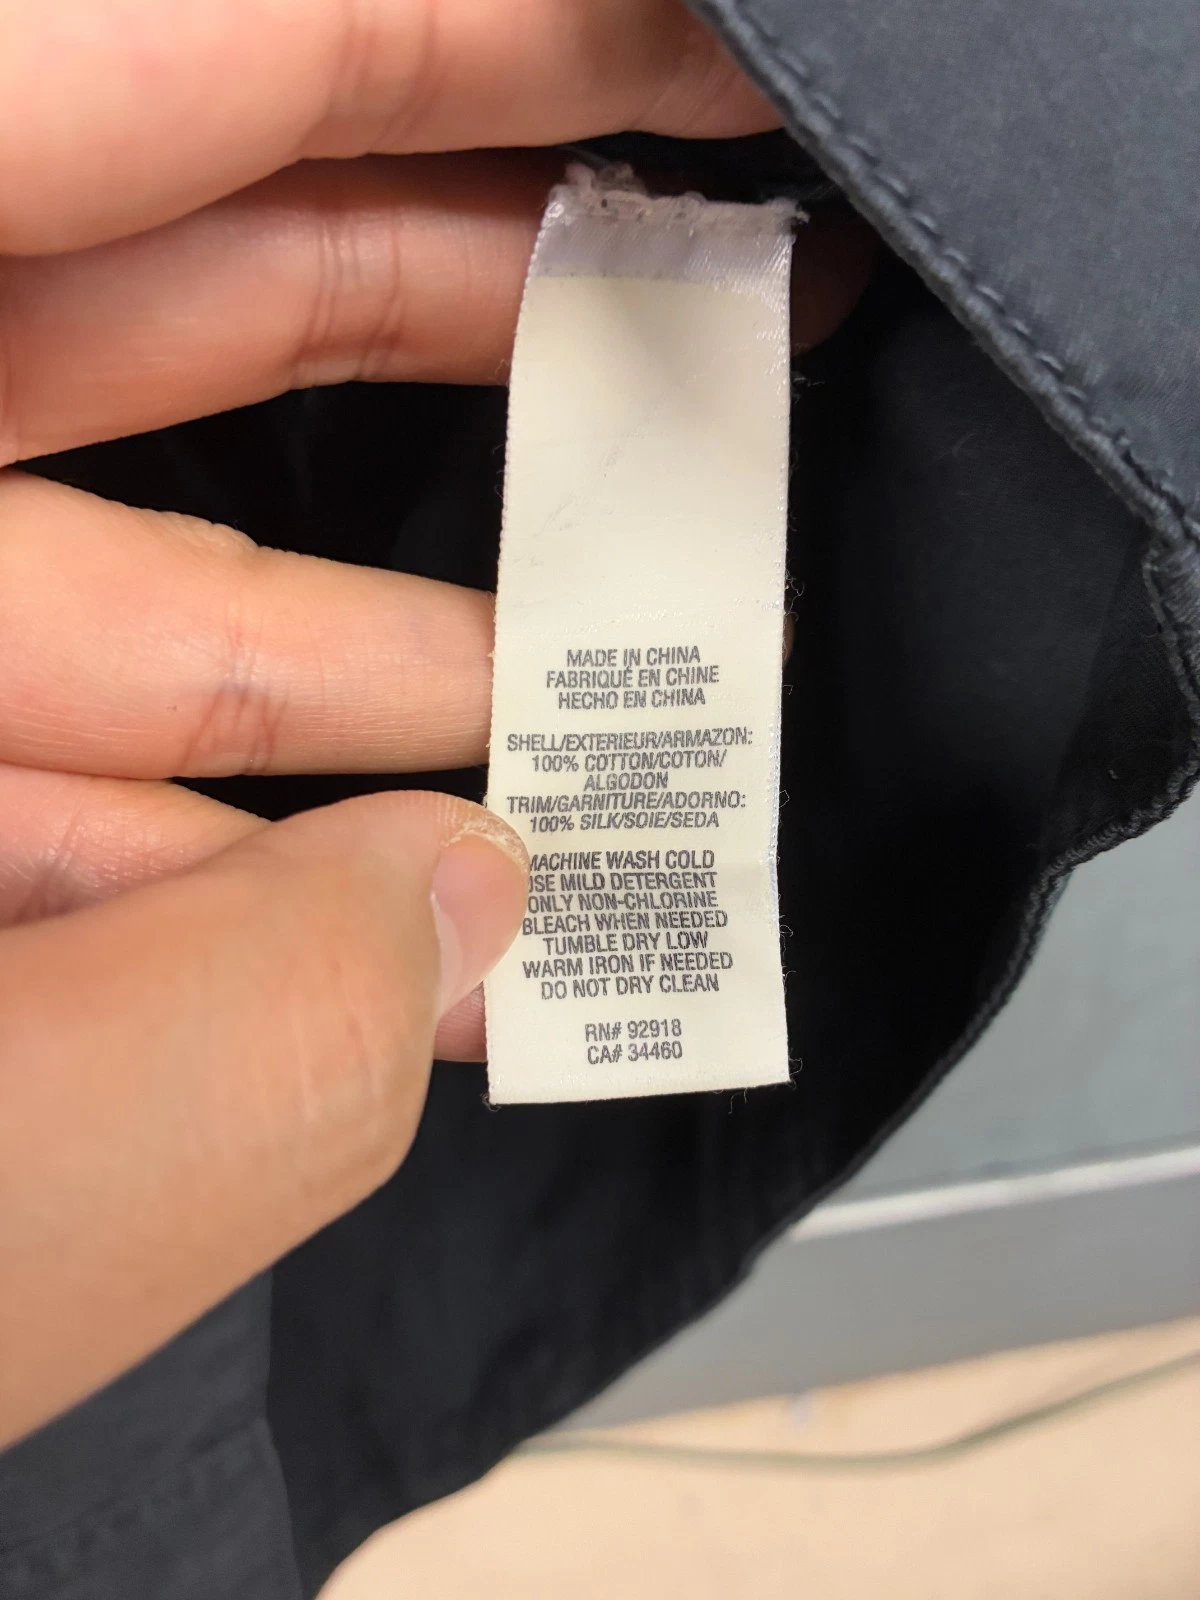 MADE IN CHINA
FABRIQUÉ EN CHINE
HECHO EN CHINA
SHELL/EXTERIEUR/ARMAZON:
100% COTTON/COTON/
ALGODON
TRIM/GARNITURE/ADORNO:
100% SILK/SOIE/SEDA
MACHINE WASH COLD
USE MILD DETERGENT
ONLY NON-CHLORINE
BLEACH WHEN NEEDED
TUMBLE DRY LOW
WARM IRON IF NEEDED
DO NOT DRY CLEAN
RN# 92918
CA# 34460